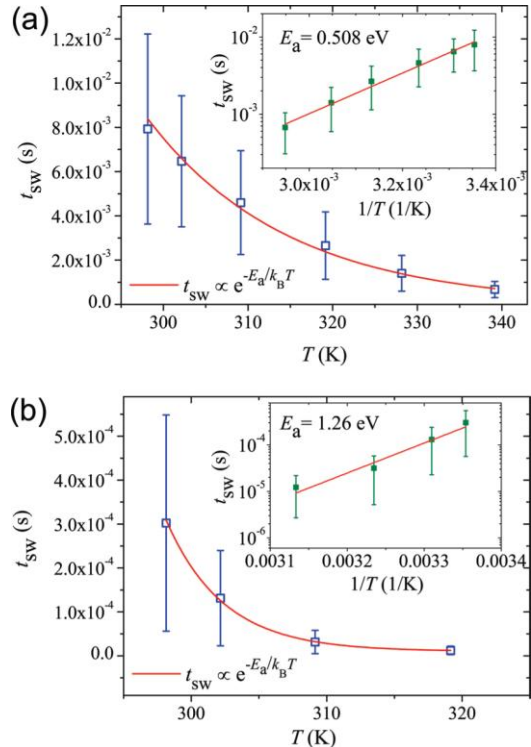 (a)
1.2x10⁻²
1.0x10⁻²
8.0x10⁻³
6.0x10⁻³
4.0x10⁻³
2.0x10⁻³
0.0
t_sw (s)
300 310 320 330 340
T (K)
t_sw ∝ e^(-E_a/k_BT)
E_a= 0.508 eV
10⁻²
10⁻³
t_sw (s)
3.0x10⁻³ 3.2x10⁻³ 3.4x10⁻³
1/T (1/K)
(b)
5.0x10⁻⁴
4.0x10⁻⁴
3.0x10⁻⁴
2.0x10⁻⁴
1.0x10⁻⁴
0.0
t_sw (s)
300 310 320
T (K)
t_sw ∝ e^(-E_a/k_BT)
E_a= 1.26 eV
10⁻⁴
10⁻⁵
10⁻⁶
t_sw (s)
0.0031 0.0032 0.0033 0.0034
1/T (1/K)